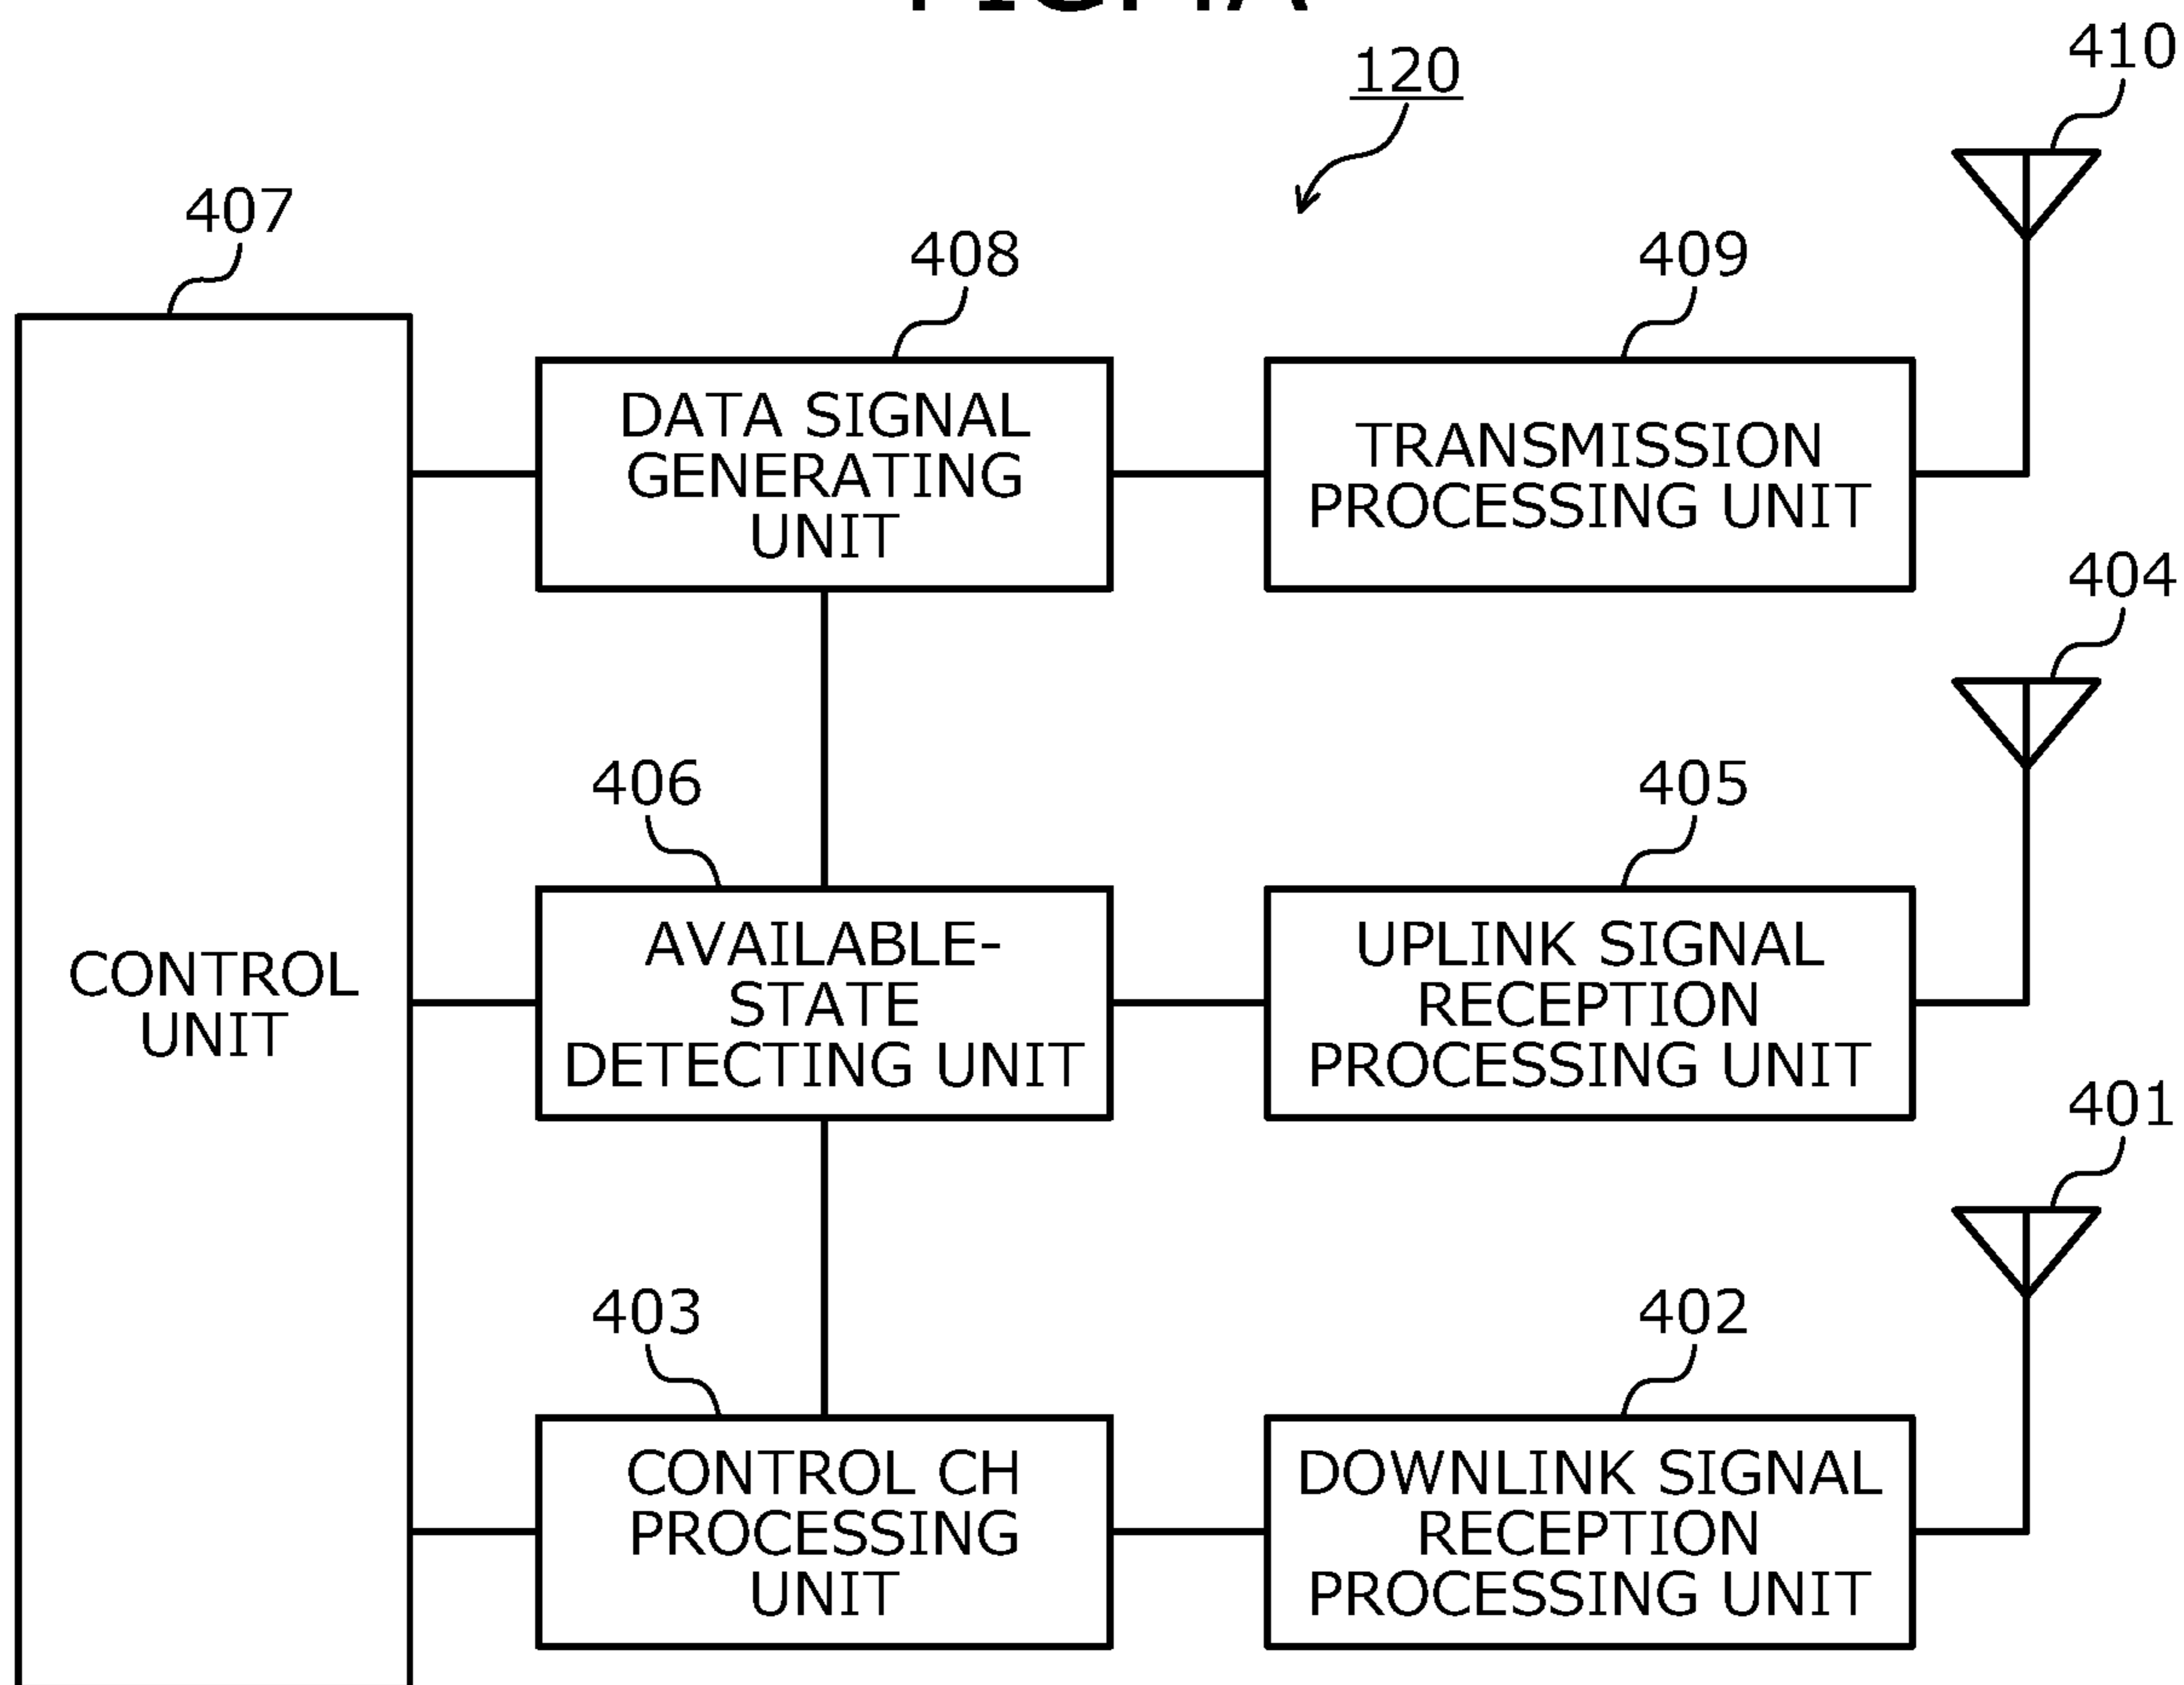 120
410
407
408
409
DATA SIGNAL
GENERATING
UNIT
TRANSMISSION
PROCESSING UNIT
404
406
405
CONTROL
UNIT
AVAILABLE-
STATE
DETECTING UNIT
UPLINK SIGNAL
RECEPTION
PROCESSING UNIT
401
403
402
CONTROL CH
PROCESSING
UNIT
DOWNLINK SIGNAL
RECEPTION
PROCESSING UNIT